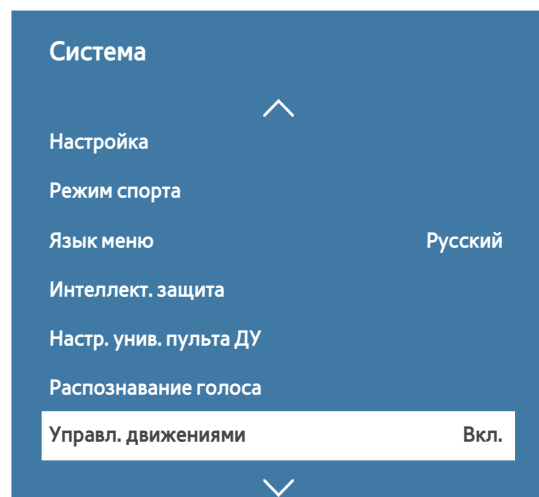 Система
Настройка
Режим спорта
Язык меню Русский
Интеллект. защита
Настр. унив. пульта ДУ
Распознавание голоса
Управл. движениями Вкл.